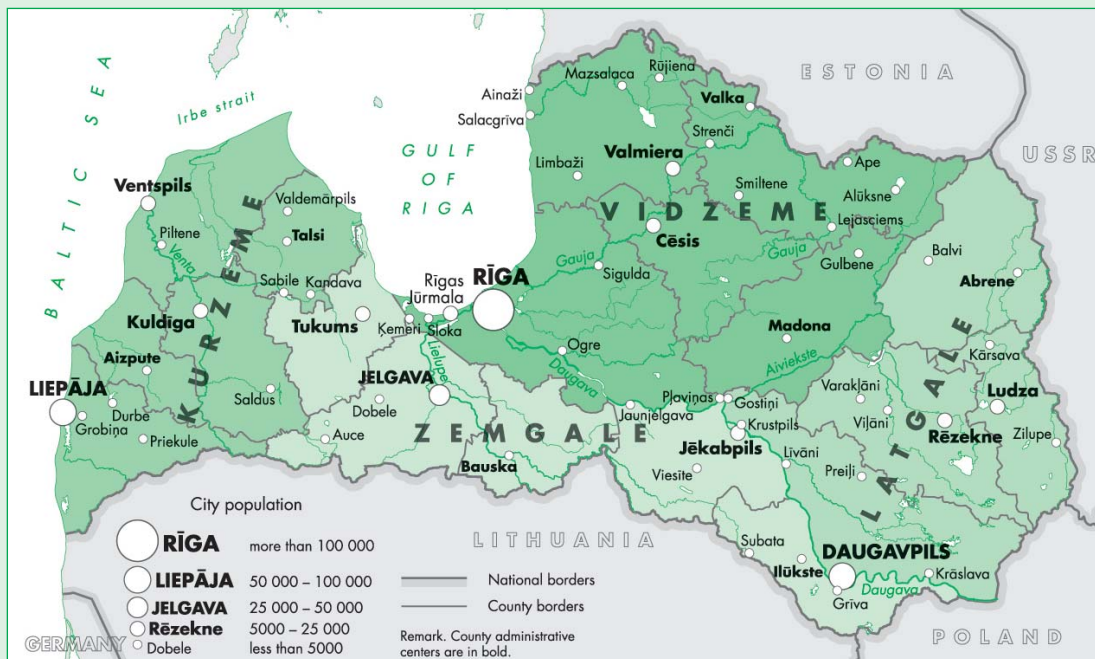 BALTIC SEA
Irbe strait
GULF
OF
RIGA
ESTONIA
USSR
LITHUANIA
POLAND
GERMANY
KURZEME
VIDZEME
ZEMGALE
LATGALE
Ainaži
Salacgrīva
Mazsalaca
Rūjiena
Valka
Strenči
Limbaži
Valmiera
Smiltene
Ape
Alūksne
Lejasciems
Cēsis
Gauja
Gauja
Gulbene
Balvi
Abrene
Sigulda
Ventspils
Piltene
Venta
Valdemārpils
Talsi
Sabile
Kandava
Kuldīga
Tukums
Rīgas
Jūrmala
RĪGA
Ķemeri
Sloka
Lielupe
Ogre
Daugava
Madona
Aiviekste
Kārsava
Aizpute
LIEPĀJA
Grobiņa
Durbe
Priekule
Saldus
Auce
Dobele
JELGAVA
Bauska
Jaunjelgava
Pļaviņas
Gostiņi
Krustpils
Jēkabpils
Viesīte
Līvāni
Varakļāni
Viļāni
Rēzekne
Ludza
Zilupe
Preiļi
Subata
Ilūkste
DAUGAVPILS
Grīva
Daugava
Krāslava
City population
RĪGA more than 100 000
LIEPĀJA 50 000 – 100 000
JELGAVA 25 000 – 50 000
Rēzekne 5000 – 25 000
Dobele less than 5000
National borders
County borders
Remark. County administrative
centers are in bold.